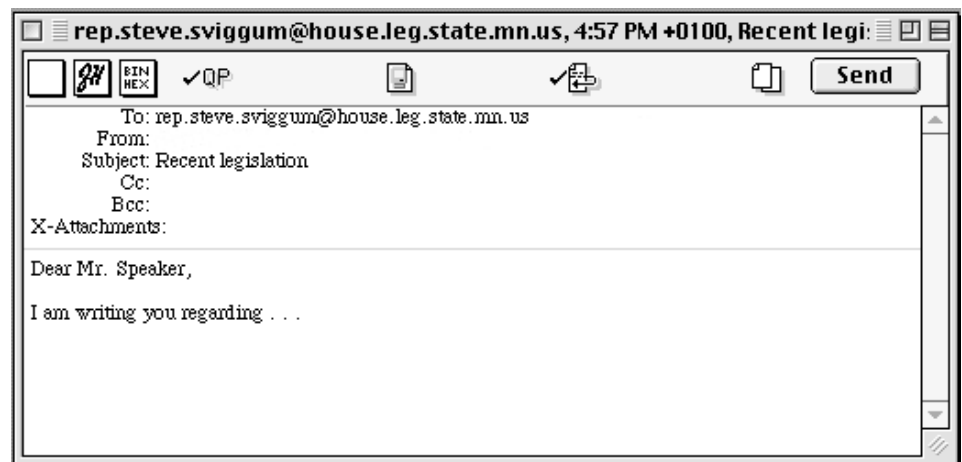 rep.steve.sviggum@house.leg.state.mn.us, 4:57 PM +0100, Recent legi:
BIN HEX QP Send
To: rep.steve.sviggum@house.leg.state.mn.us
From:
Subject: Recent legislation
Cc:
Bcc:
X-Attachments:
Dear Mr. Speaker,
I am writing you regarding . . .